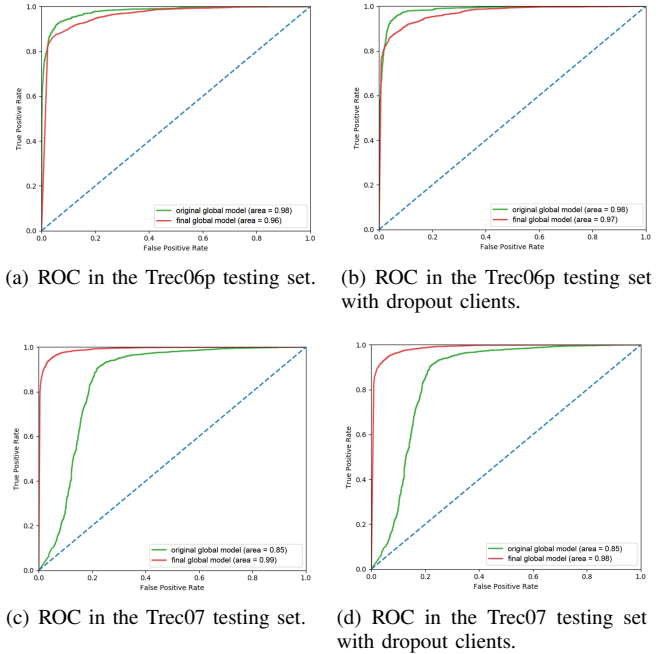 1.0
0.8
0.6
0.4
0.2
0.0
True Positive Rate
original global model (area = 0.98)
final global model (area = 0.96)
0.0 0.2 0.4 0.6 0.8 1.0
False Positive Rate
(a) ROC in the Trec06p testing set.
1.0
0.8
0.6
0.4
0.2
0.0
True Positive Rate
original global model (area = 0.98)
final global model (area = 0.97)
0.0 0.2 0.4 0.6 0.8 1.0
False Positive Rate
(b) ROC in the Trec06p testing set
with dropout clients.
1.0
0.8
0.6
0.4
0.2
0.0
True Positive Rate
original global model (area = 0.85)
final global model (area = 0.99)
0.0 0.2 0.4 0.6 0.8 1.0
False Positive Rate
(c) ROC in the Trec07 testing set.
1.0
0.8
0.6
0.4
0.2
0.0
True Positive Rate
original global model (area = 0.85)
final global model (area = 0.98)
0.0 0.2 0.4 0.6 0.8 1.0
False Positive Rate
(d) ROC in the Trec07 testing set
with dropout clients.